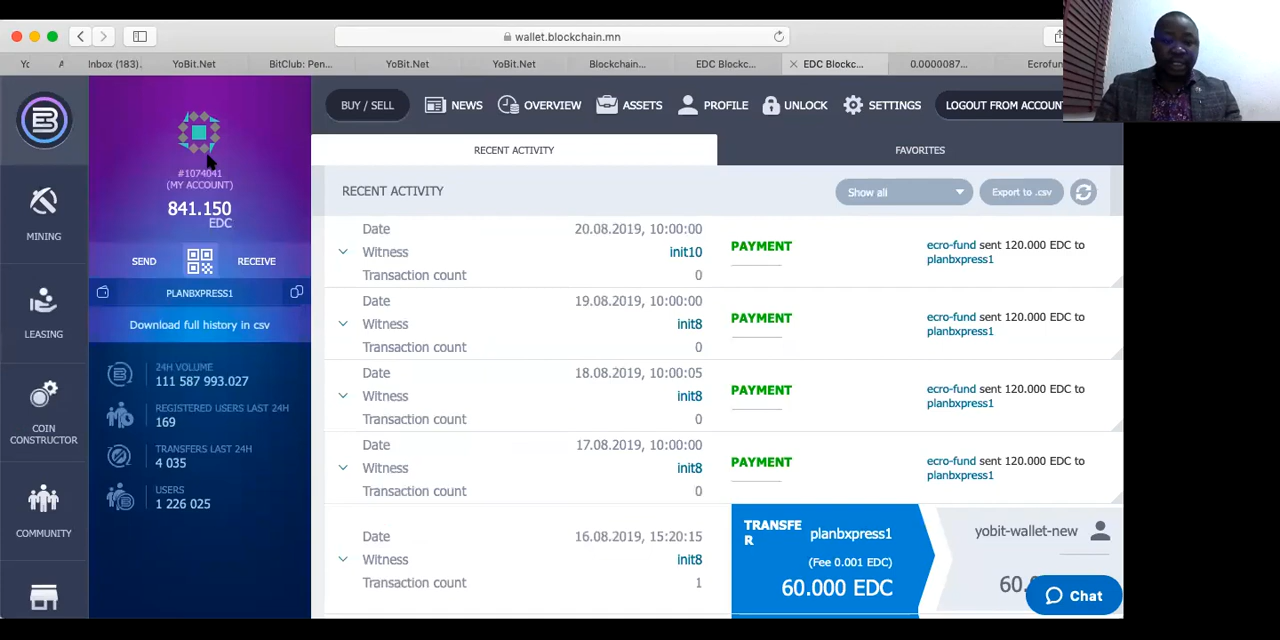 wallet.blockchain.mn
Yo
A
Inbox (183).
YoBit.Net
BitClub: Pen...
YoBit.Net
YoBit.Net
Blockchain...
EDC Blockc...
EDC Blockc...
0.0000087...
Ecrofun
BUY / SELL
NEWS
OVERVIEW
ASSETS
PROFILE
UNLOCK
SETTINGS
LOGOUT FROM ACCOUN
MINING
LEASING
COIN
CONSTRUCTOR
COMMUNITY
#1074041
(MY ACCOUNT)
841.150
EDC
SEND
RECEIVE
PLANBXPRESS1
Download full history in csv
24H VOLUME
111 587 993.027
REGISTERED USERS LAST 24H
169
TRANSFERS LAST 24H
4 035
USERS
1 226 025
RECENT ACTIVITY
FAVORITES
RECENT ACTIVITY
Show all
Export to .csv
Date 20.08.2019, 10:00:00
Witness init10
Transaction count 0
PAYMENT
ecro-fund sent 120.000 EDC to
planbxpress1
Date 19.08.2019, 10:00:00
Witness init8
Transaction count 0
PAYMENT
ecro-fund sent 120.000 EDC to
planbxpress1
Date 18.08.2019, 10:00:05
Witness init8
Transaction count 0
PAYMENT
ecro-fund sent 120.000 EDC to
planbxpress1
Date 17.08.2019, 10:00:00
Witness init8
Transaction count 0
PAYMENT
ecro-fund sent 120.000 EDC to
planbxpress1
Date 16.08.2019, 15:20:15
Witness init8
Transaction count 1
TRANSFE
R
planbxpress1
(Fee 0.001 EDC)
60.000 EDC
yobit-wallet-new
60.
Chat